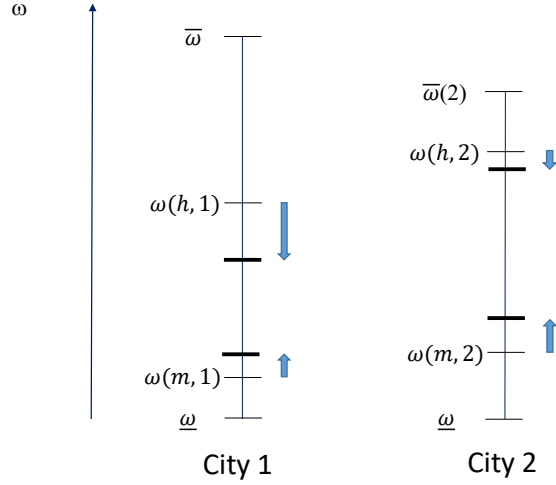 ω
ω̅
ω̅(2)
ω(h, 2)
ω(h, 1)
ω(m, 2)
ω(m, 1)
ω̲
ω̲
City 1
City 2